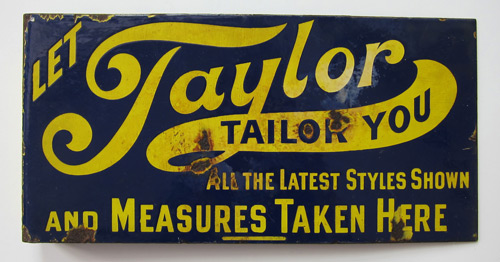 LET
Taylor
TAILOR YOU
ALL THE LATEST STYLES SHOWN
AND MEASURES TAKEN HERE